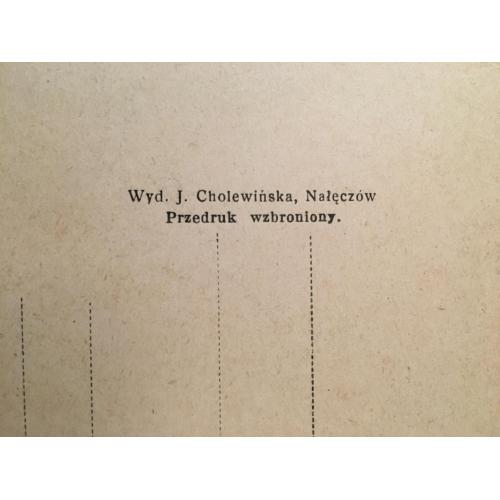 Wyd. J. Cholewińska, Nałęczów
Przedruk wzbroniony.